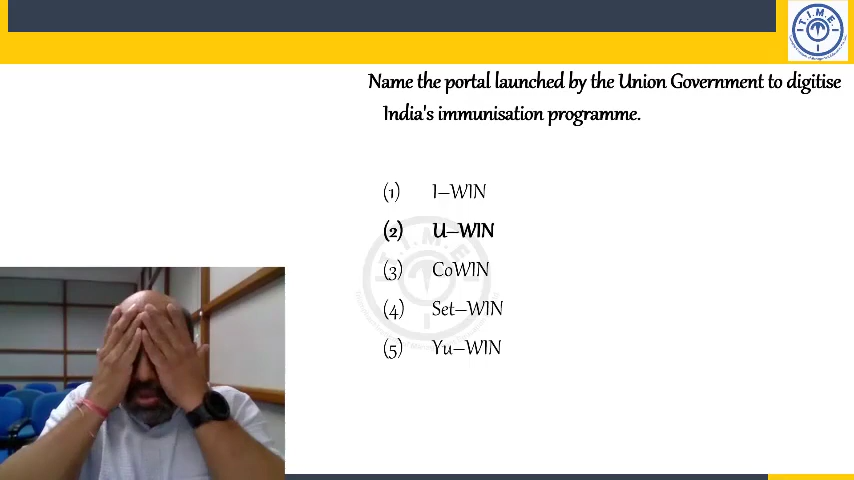 T.I.M.E.
Name the portal launched by the Union Government to digitise
India's immunisation programme.
(1) I–WIN
(2) U–WIN
(3) CoWIN
(4) Set–WIN
(5) Yu–WIN